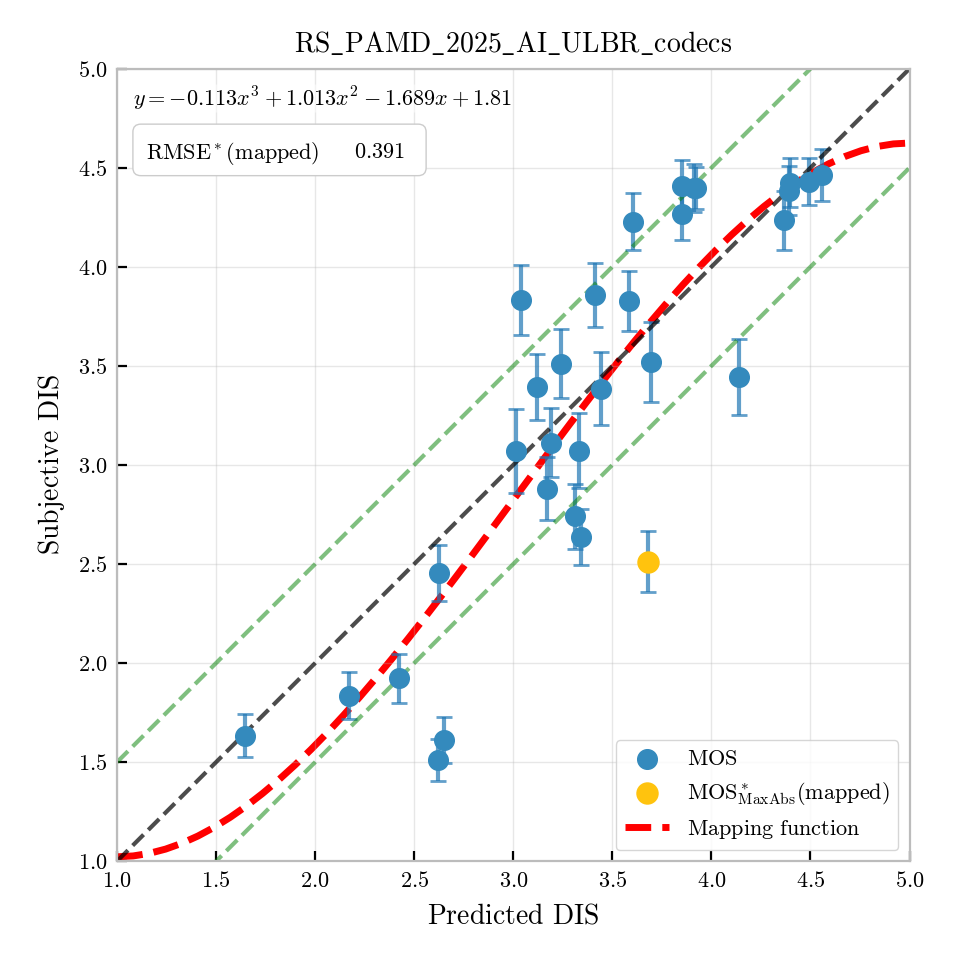 RS_PAMD_2025_AI_ULBR_codecs
y = −0.113x³ + 1.013x² − 1.689x + 1.81
RMSE*(mapped) 0.391
5.0
4.5
4.0
3.5
3.0
2.5
2.0
1.5
1.0
Subjective DIS
MOS
MOS*MaxAbs(mapped)
Mapping function
1.0 1.5 2.0 2.5 3.0 3.5 4.0 4.5 5.0
Predicted DIS